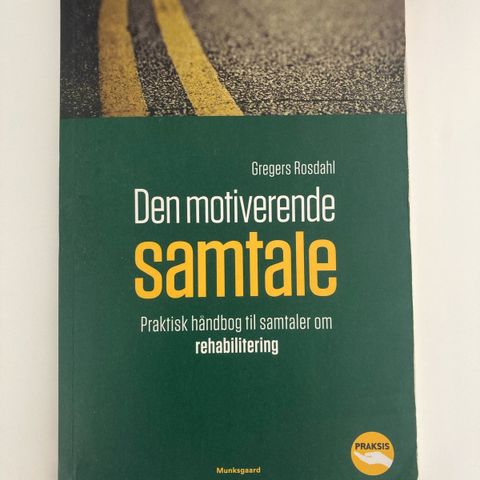 Gregers Rosdahl
Den motiverende
samtale
Praktisk håndbog til samtaler om
rehabilitering
PRAKSIS
Munksgaard